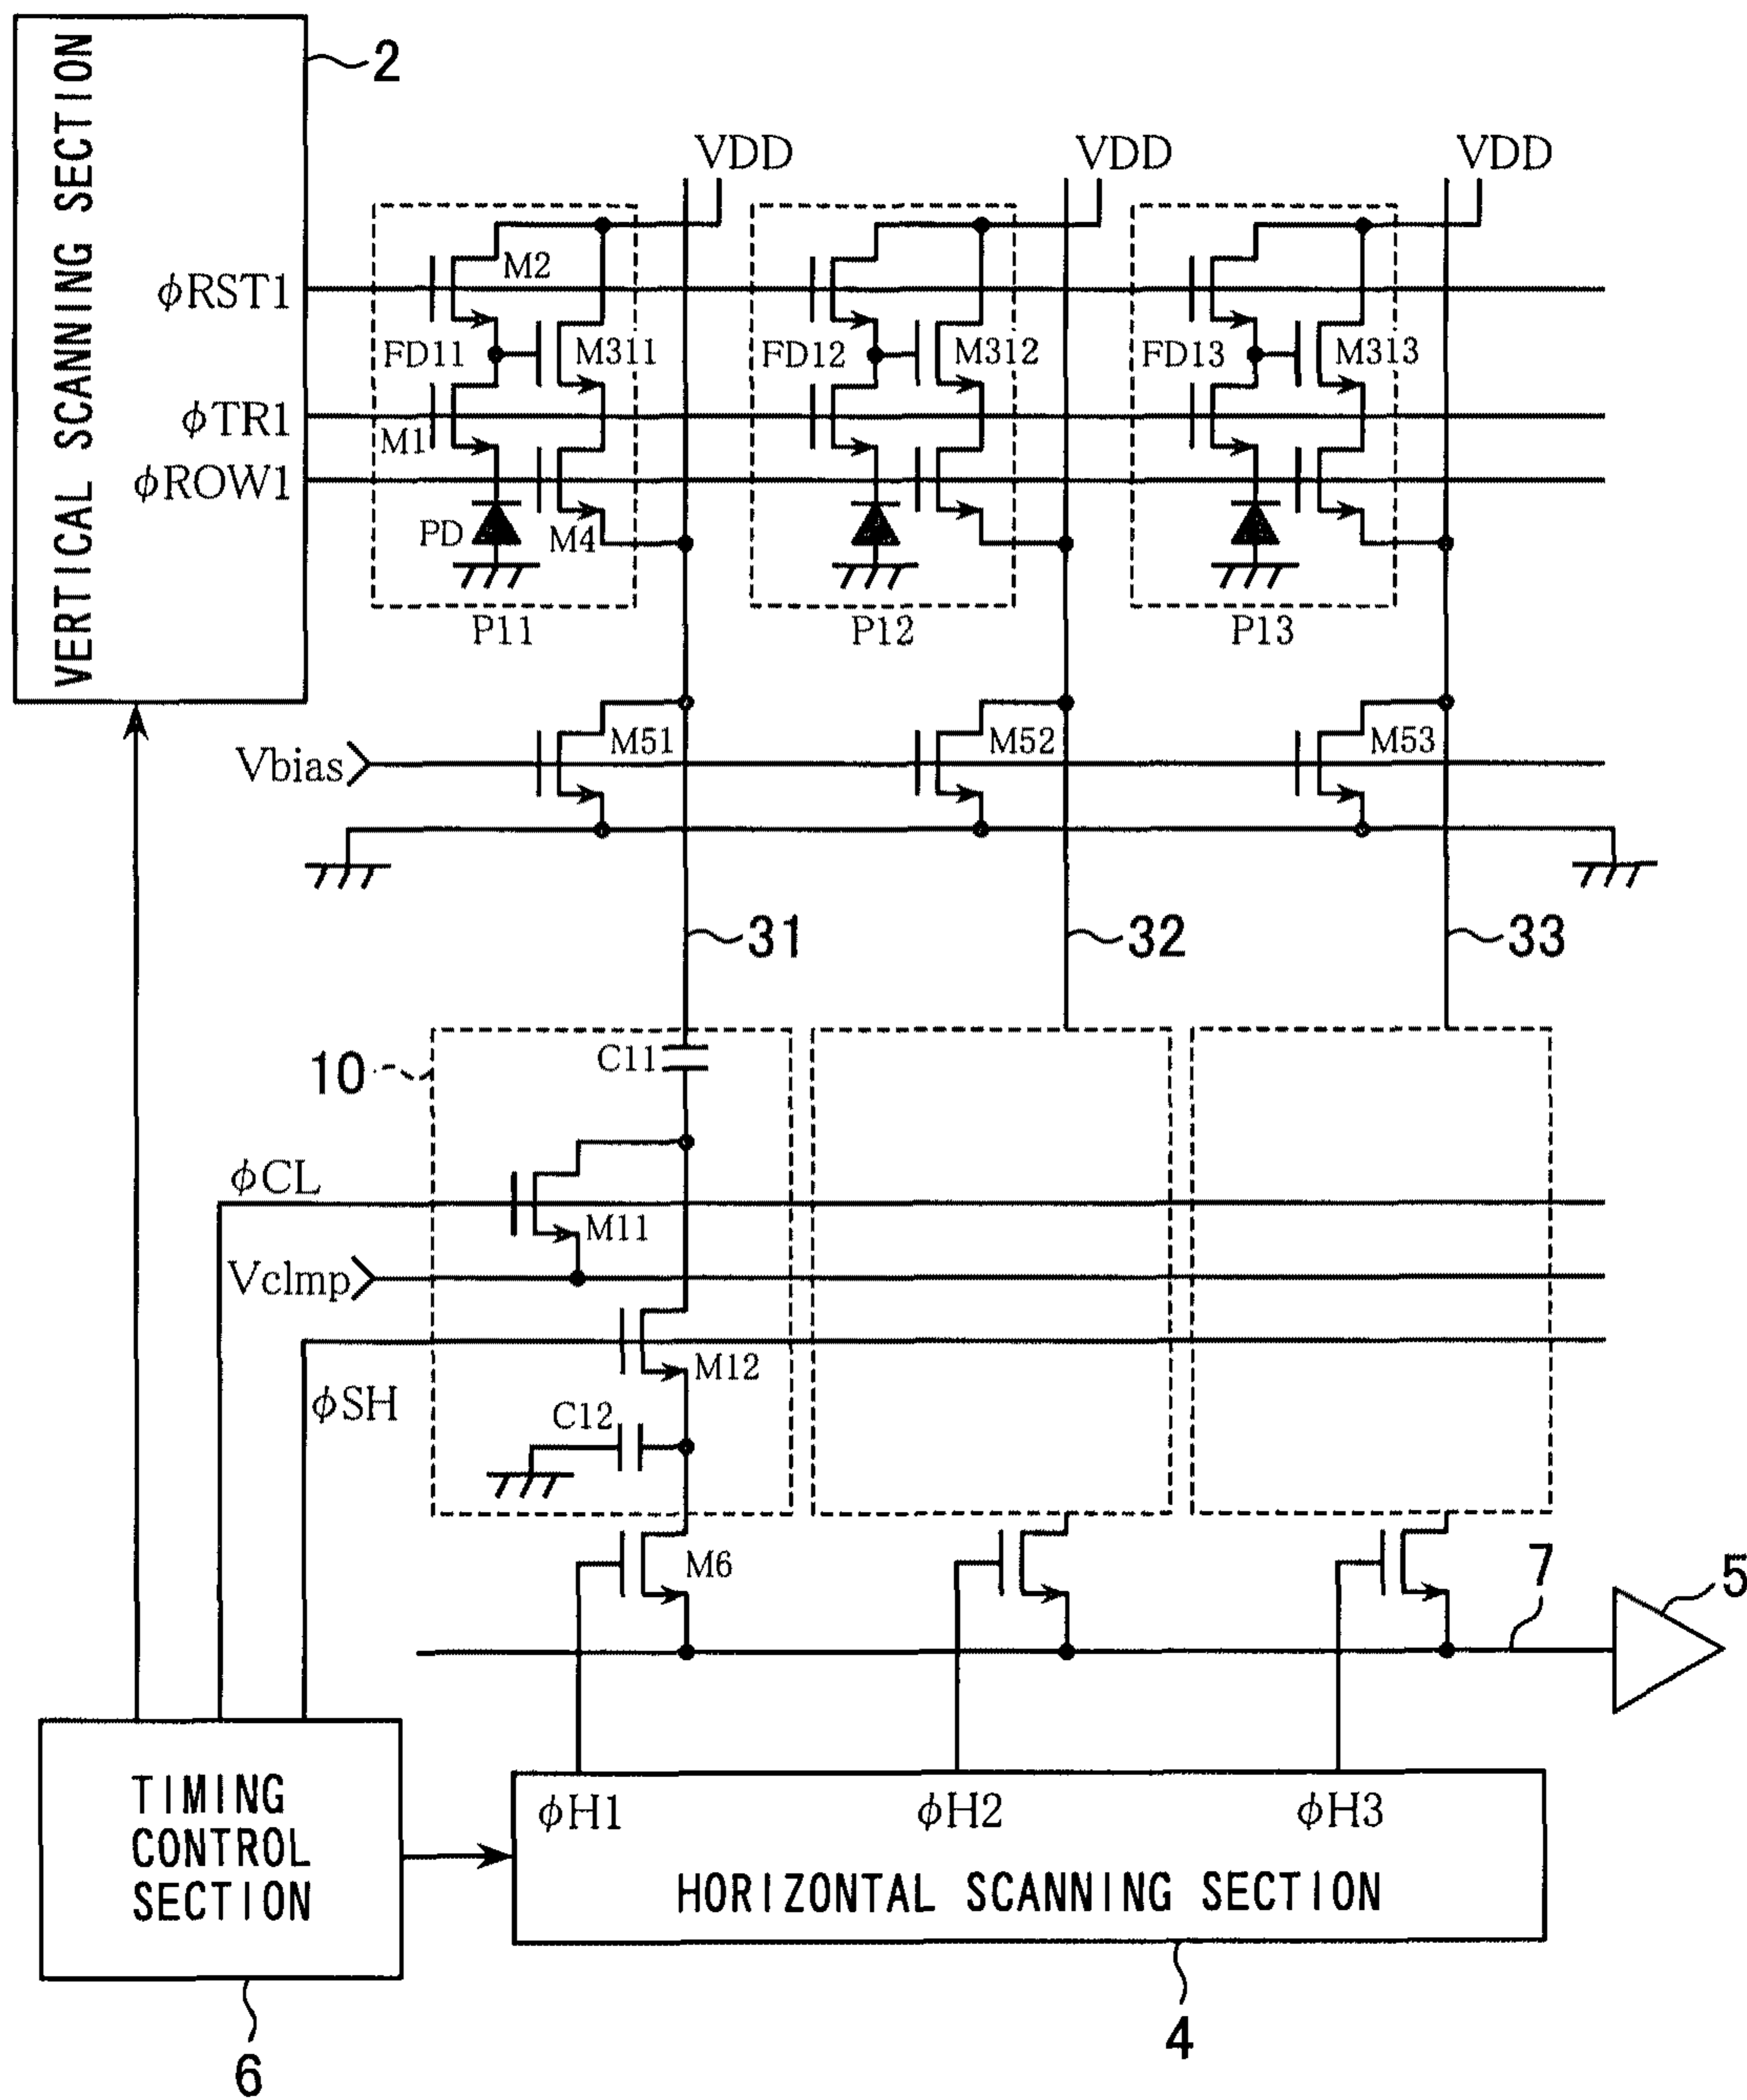 VERTICAL SCANNING SECTION
2
VDD VDD VDD
φRST1
M2
FD11 M311 FD12 M312 FD13 M313
φTR1
M1
φROW1
PD M4
P11 P12 P13
Vbias
M51 M52 M53
31 32 33
10
C11
φCL
M11
Vclmp
M12
φSH
C12
M6
7
5
TIMING
CONTROL
SECTION
φH1 φH2 φH3
HORIZONTAL SCANNING SECTION
6
4